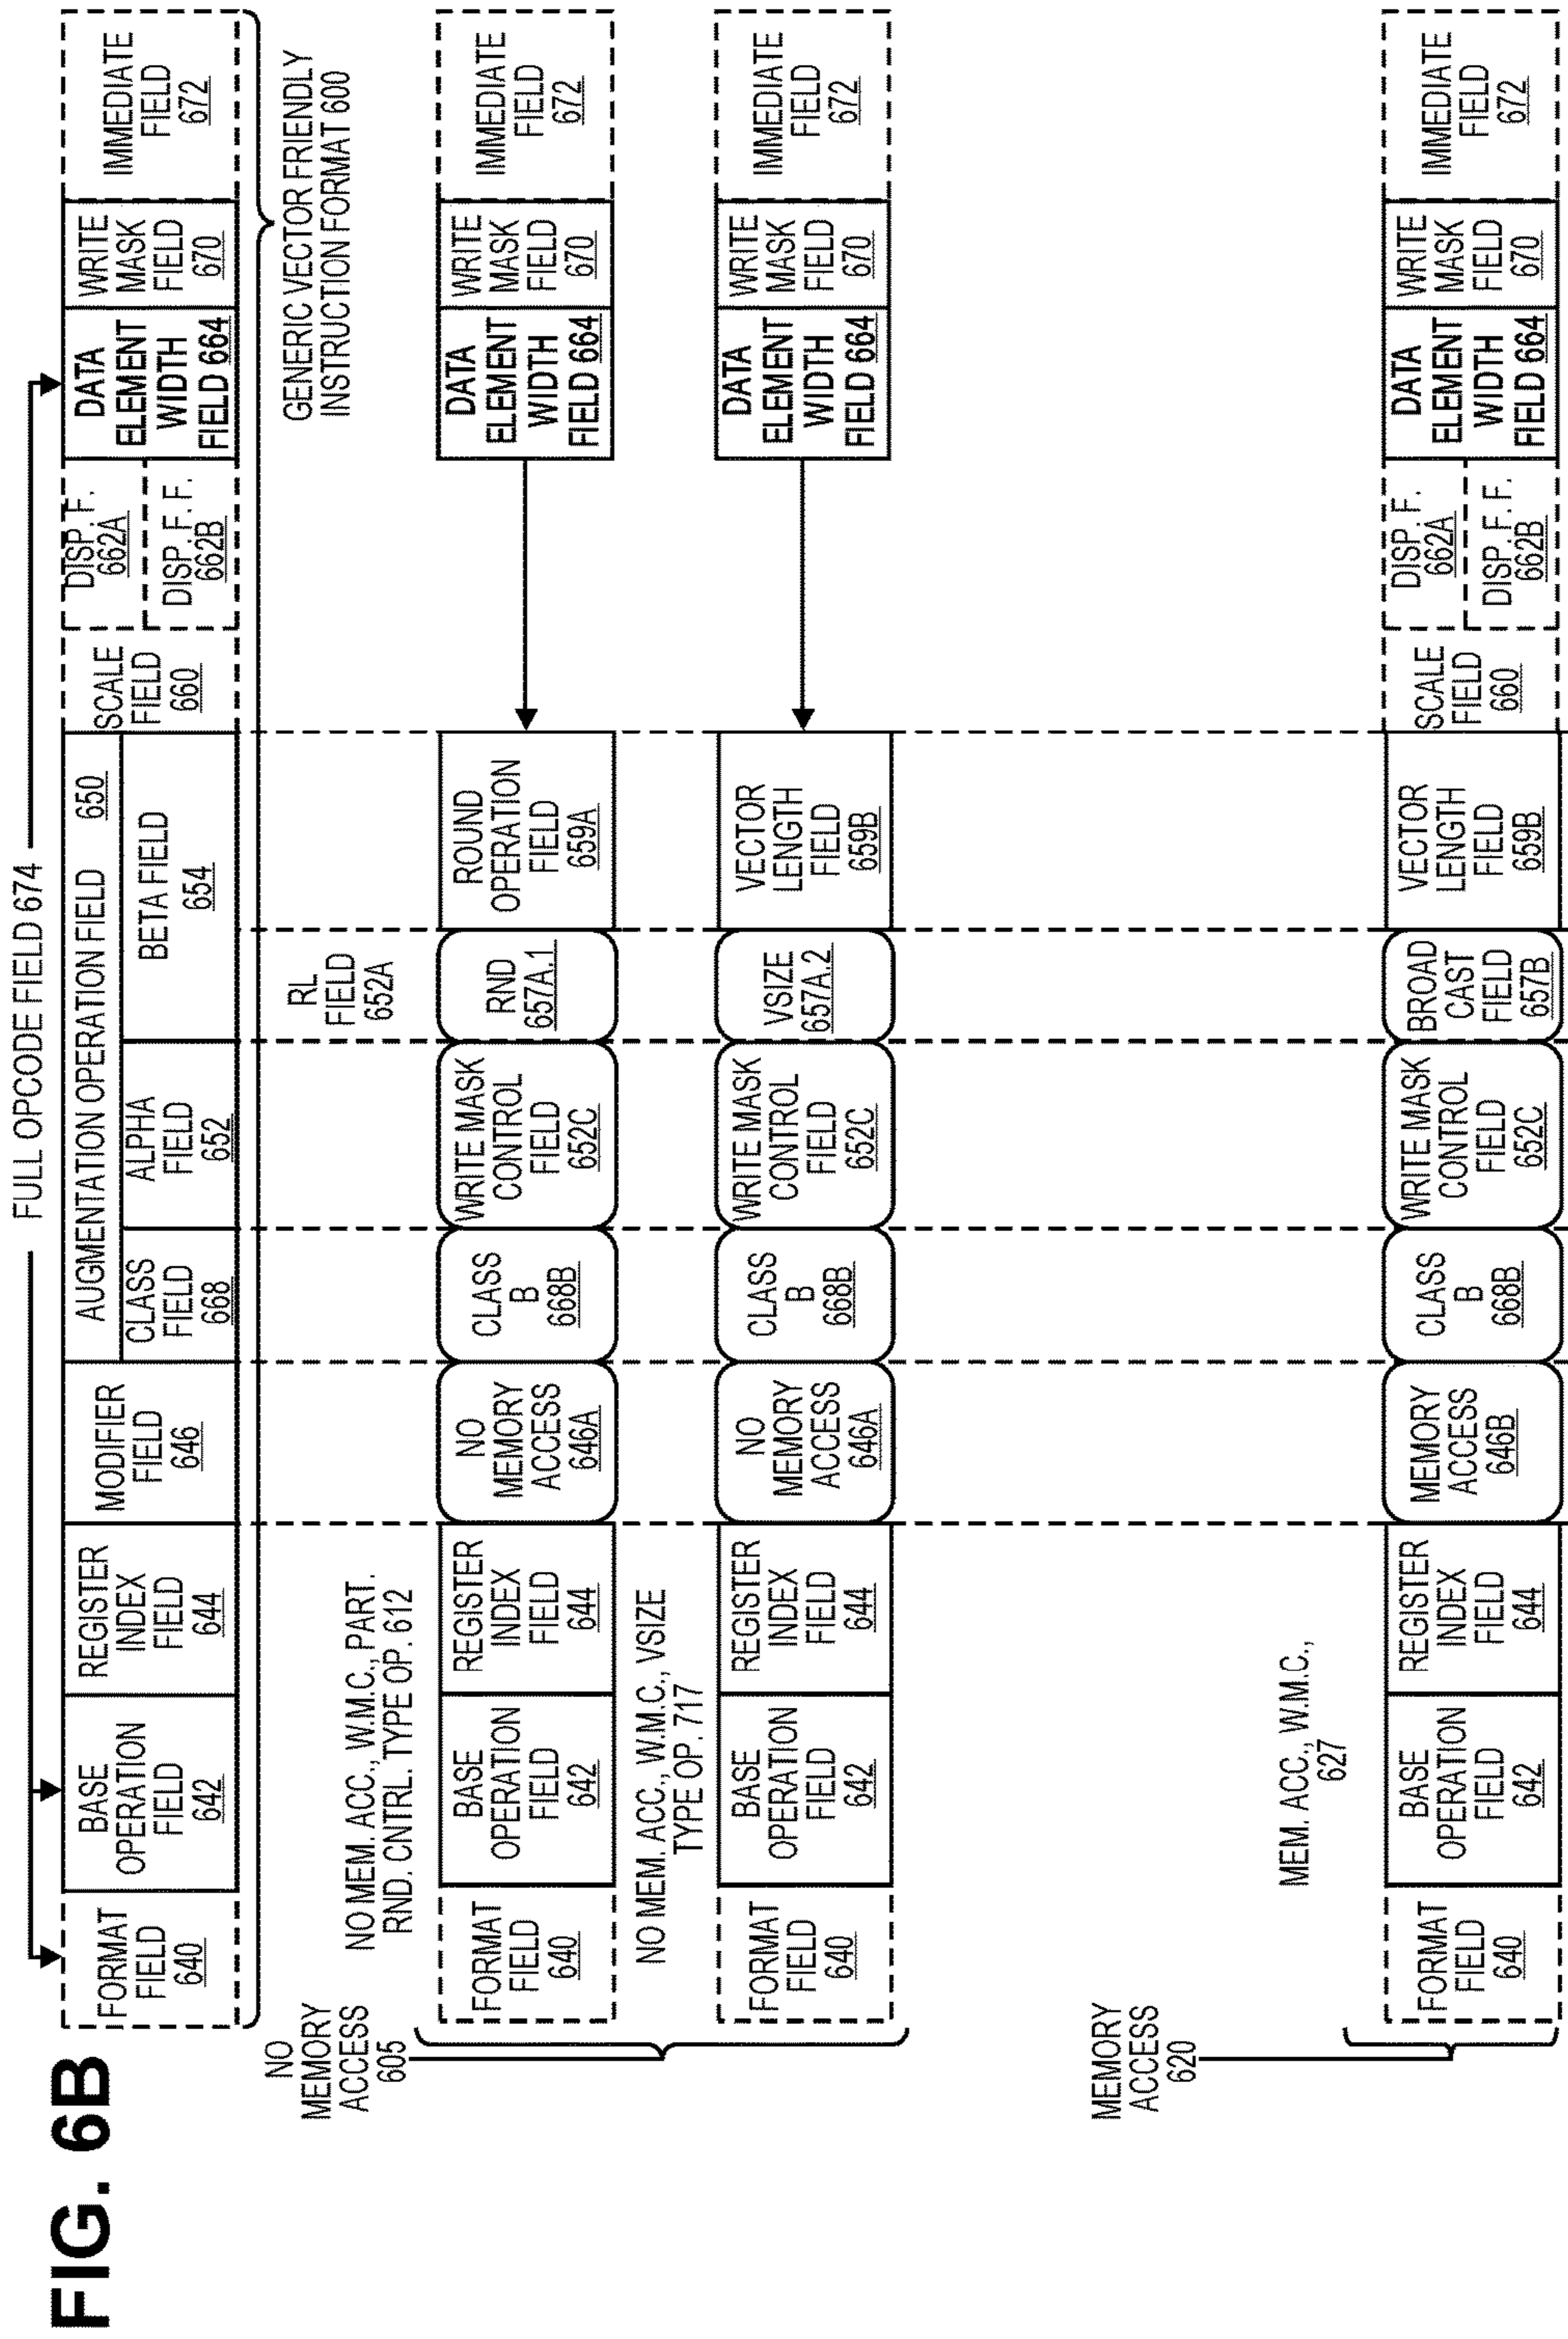 FIG. 6B
FULL OPCODE FIELD 674
FORMAT
FIELD
640
BASE
OPERATION
FIELD
642
REGISTER
INDEX
FIELD
644
MODIFIER
FIELD
646
AUGMENTATION OPERATION FIELD 650
CLASS
FIELD
668
ALPHA
FIELD
652
BETA FIELD
654
SCALE
FIELD
660
DISP. F.
662A
DISP. F. F.
662B
DATA
ELEMENT
WIDTH
FIELD 664
WRITE
MASK
FIELD
670
IMMEDIATE
FIELD
672
GENERIC VECTOR FRIENDLY
INSTRUCTION FORMAT 600
NO
MEMORY
ACCESS
605
RL
FIELD
652A
NO MEM. ACC., W.M.C., PART.
RND. CNTRL. TYPE OP. 612
FORMAT
FIELD
640
BASE
OPERATION
FIELD
642
REGISTER
INDEX
FIELD
644
NO
MEMORY
ACCESS
646A
CLASS
B
668B
WRITE MASK
CONTROL
FIELD
652C
RND
657A.1
ROUND
OPERATION
FIELD
659A
DATA
ELEMENT
WIDTH
FIELD 664
WRITE
MASK
FIELD
670
IMMEDIATE
FIELD
672
NO MEM. ACC., W.M.C., VSIZE
TYPE OP. 717
FORMAT
FIELD
640
BASE
OPERATION
FIELD
642
REGISTER
INDEX
FIELD
644
NO
MEMORY
ACCESS
646A
CLASS
B
668B
WRITE MASK
CONTROL
FIELD
652C
VSIZE
657A.2
VECTOR
LENGTH
FIELD
659B
DATA
ELEMENT
WIDTH
FIELD 664
WRITE
MASK
FIELD
670
IMMEDIATE
FIELD
672
MEMORY
ACCESS
620
MEM. ACC., W.M.C.,
627
FORMAT
FIELD
640
BASE
OPERATION
FIELD
642
REGISTER
INDEX
FIELD
644
MEMORY
ACCESS
646B
CLASS
B
668B
WRITE MASK
CONTROL
FIELD
652C
BROAD
CAST
FIELD
657B
VECTOR
LENGTH
FIELD
659B
SCALE
FIELD
660
DISP. F.
662A
DISP. F. F.
662B
DATA
ELEMENT
WIDTH
FIELD 664
WRITE
MASK
FIELD
670
IMMEDIATE
FIELD
672